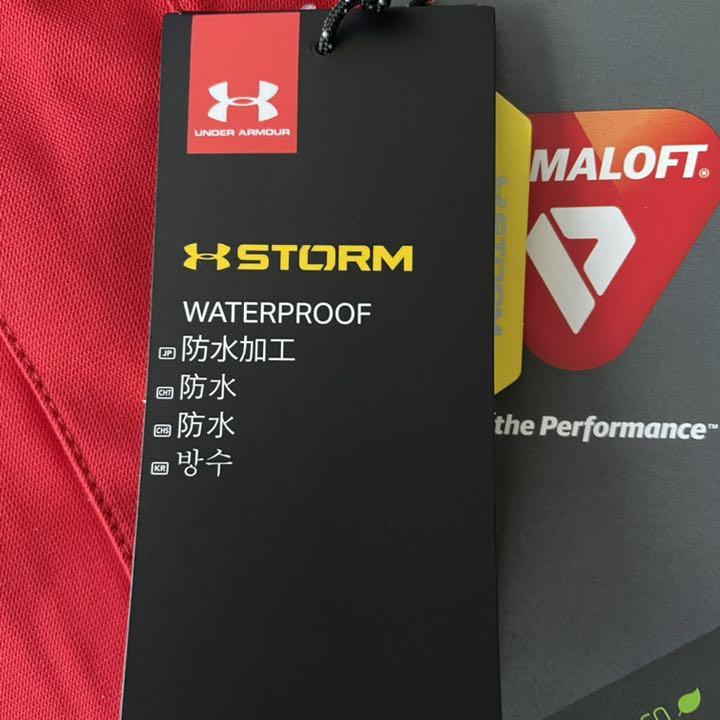 UNDER ARMOUR
STORM
WATERPROOF
JP 防水加工
CHT 防水
CHS 防水
KR 방수
STORM
MALOFT®
the Performance™